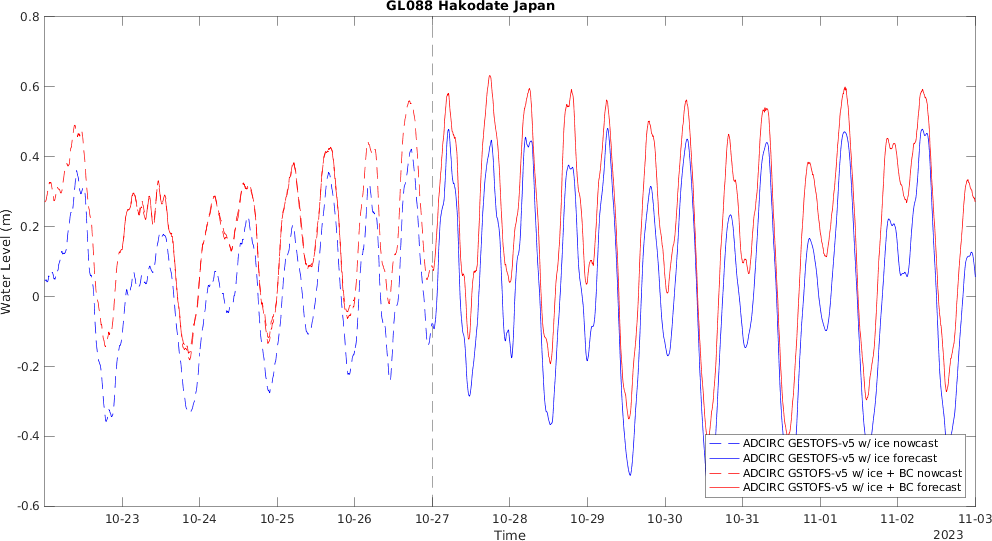 GL088 Hakodate Japan
0.8
0.6
0.4
0.2
0
-0.2
-0.4
-0.6
Water Level (m)
ADCIRC GESTOFS-v5 w/ ice nowcast
ADCIRC GESTOFS-v5 w/ ice forecast
ADCIRC GSTOFS-v5 w/ ice + BC nowcast
ADCIRC GSTOFS-v5 w/ ice + BC forecast
10-23 10-24 10-25 10-26 10-27 10-28 10-29 10-30 10-31 11-01 11-02 11-03
Time
2023